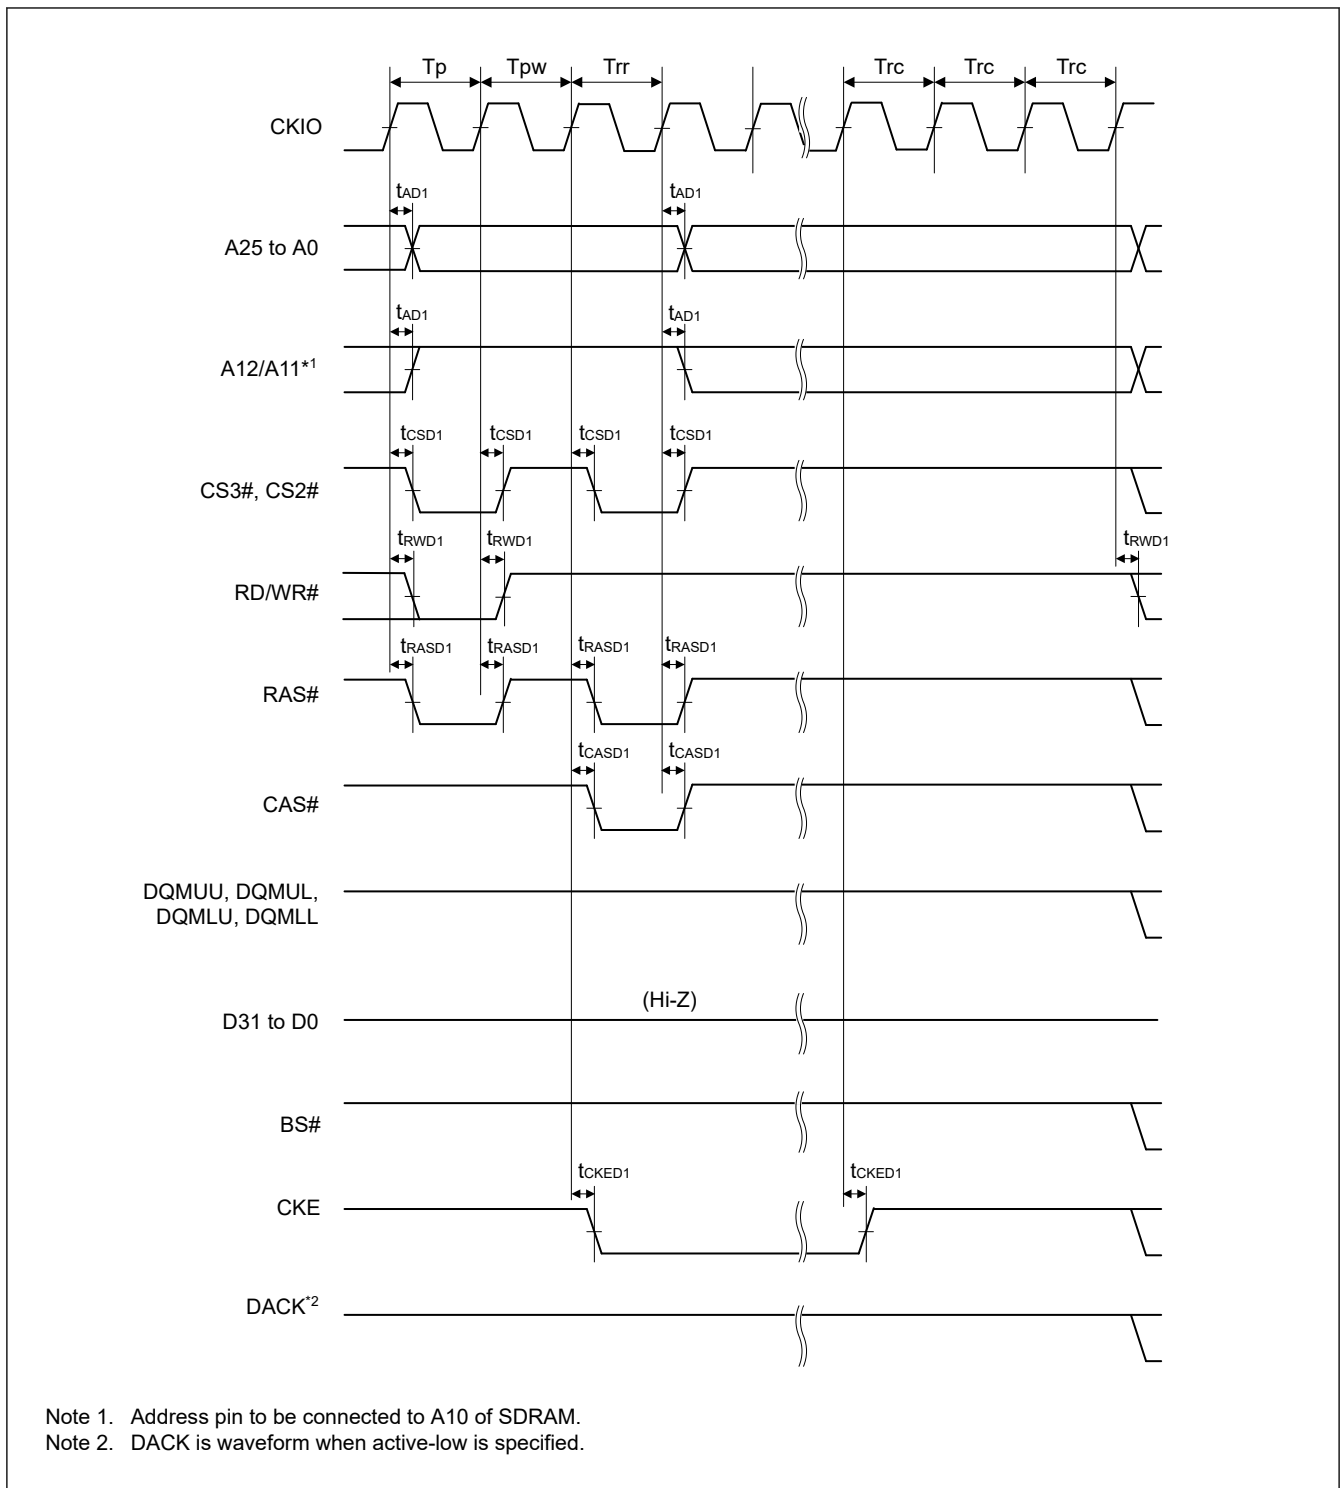 Tp Tpw Trr Trc Trc Trc
CKIO
tAD1 tAD1
A25 to A0
tAD1 tAD1
A12/A11*1
tCSD1 tCSD1 tCSD1 tCSD1
CS3#, CS2#
tRWD1 tRWD1 tRWD1
RD/WR#
tRASD1 tRASD1 tRASD1 tRASD1
RAS#
tCASD1 tCASD1
CAS#
DQMUU, DQMUL,
DQMLU, DQMLL
(Hi-Z)
D31 to D0
BS#
tCKED1 tCKED1
CKE
DACK*2
Note 1. Address pin to be connected to A10 of SDRAM.
Note 2. DACK is waveform when active-low is specified.